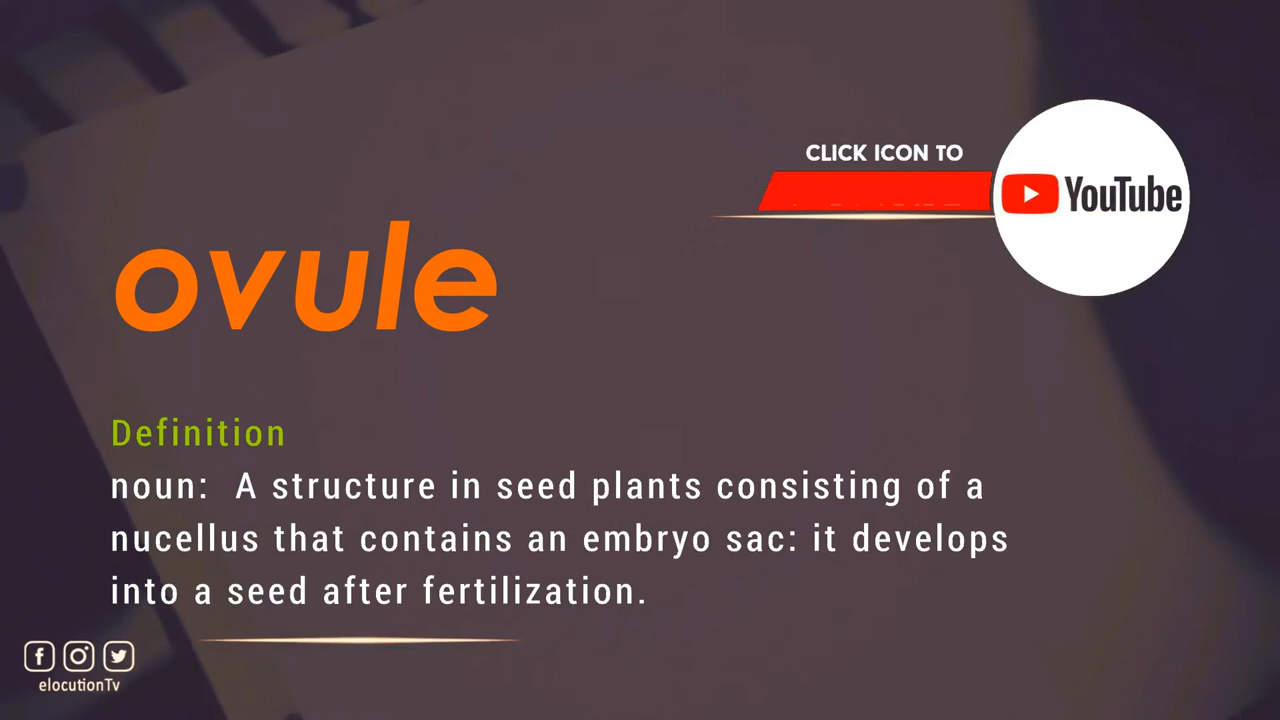 CLICK ICON TO
YouTube
ovule
Definition
noun: A structure in seed plants consisting of a
nucellus that contains an embryo sac: it develops
into a seed after fertilization.
elocutionTv